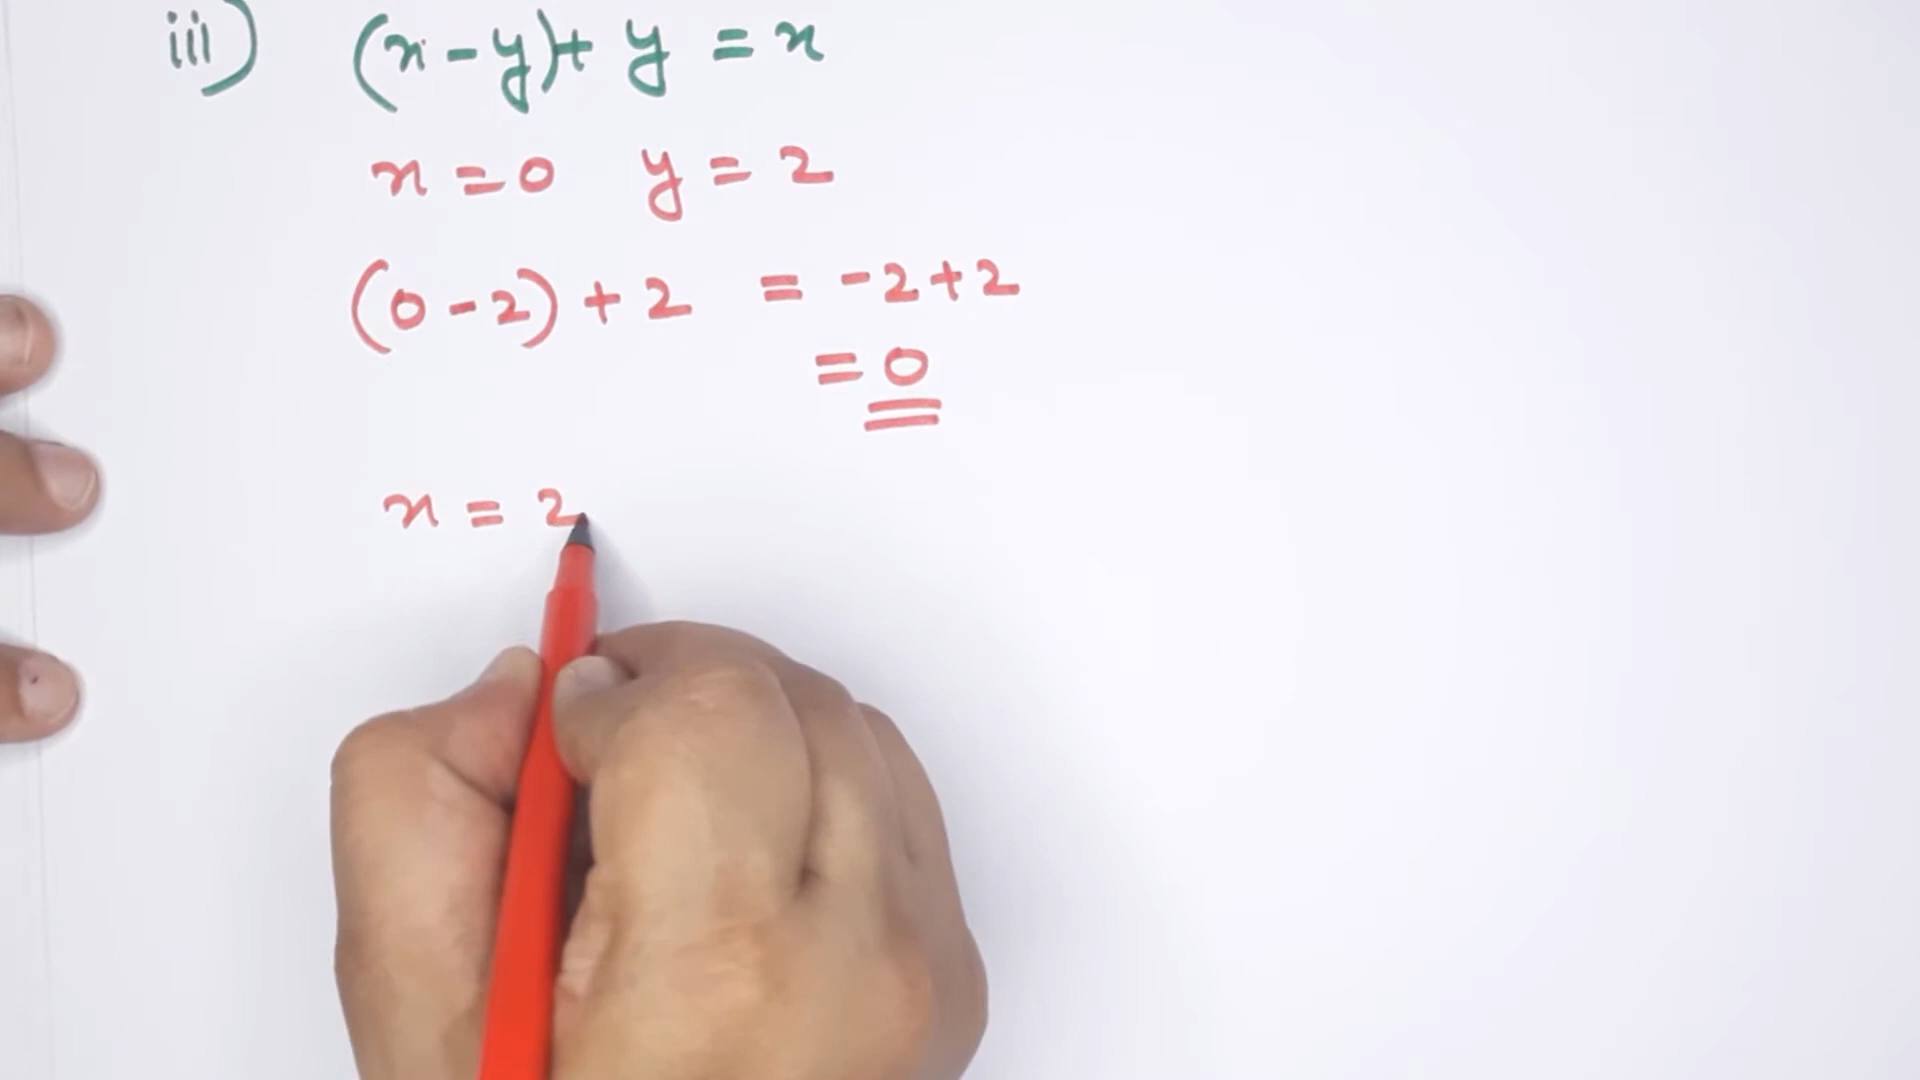 iii) (x-y)+ y = x
x = 0 y = 2
(0-2) + 2 = -2+2
= 0
x = 2